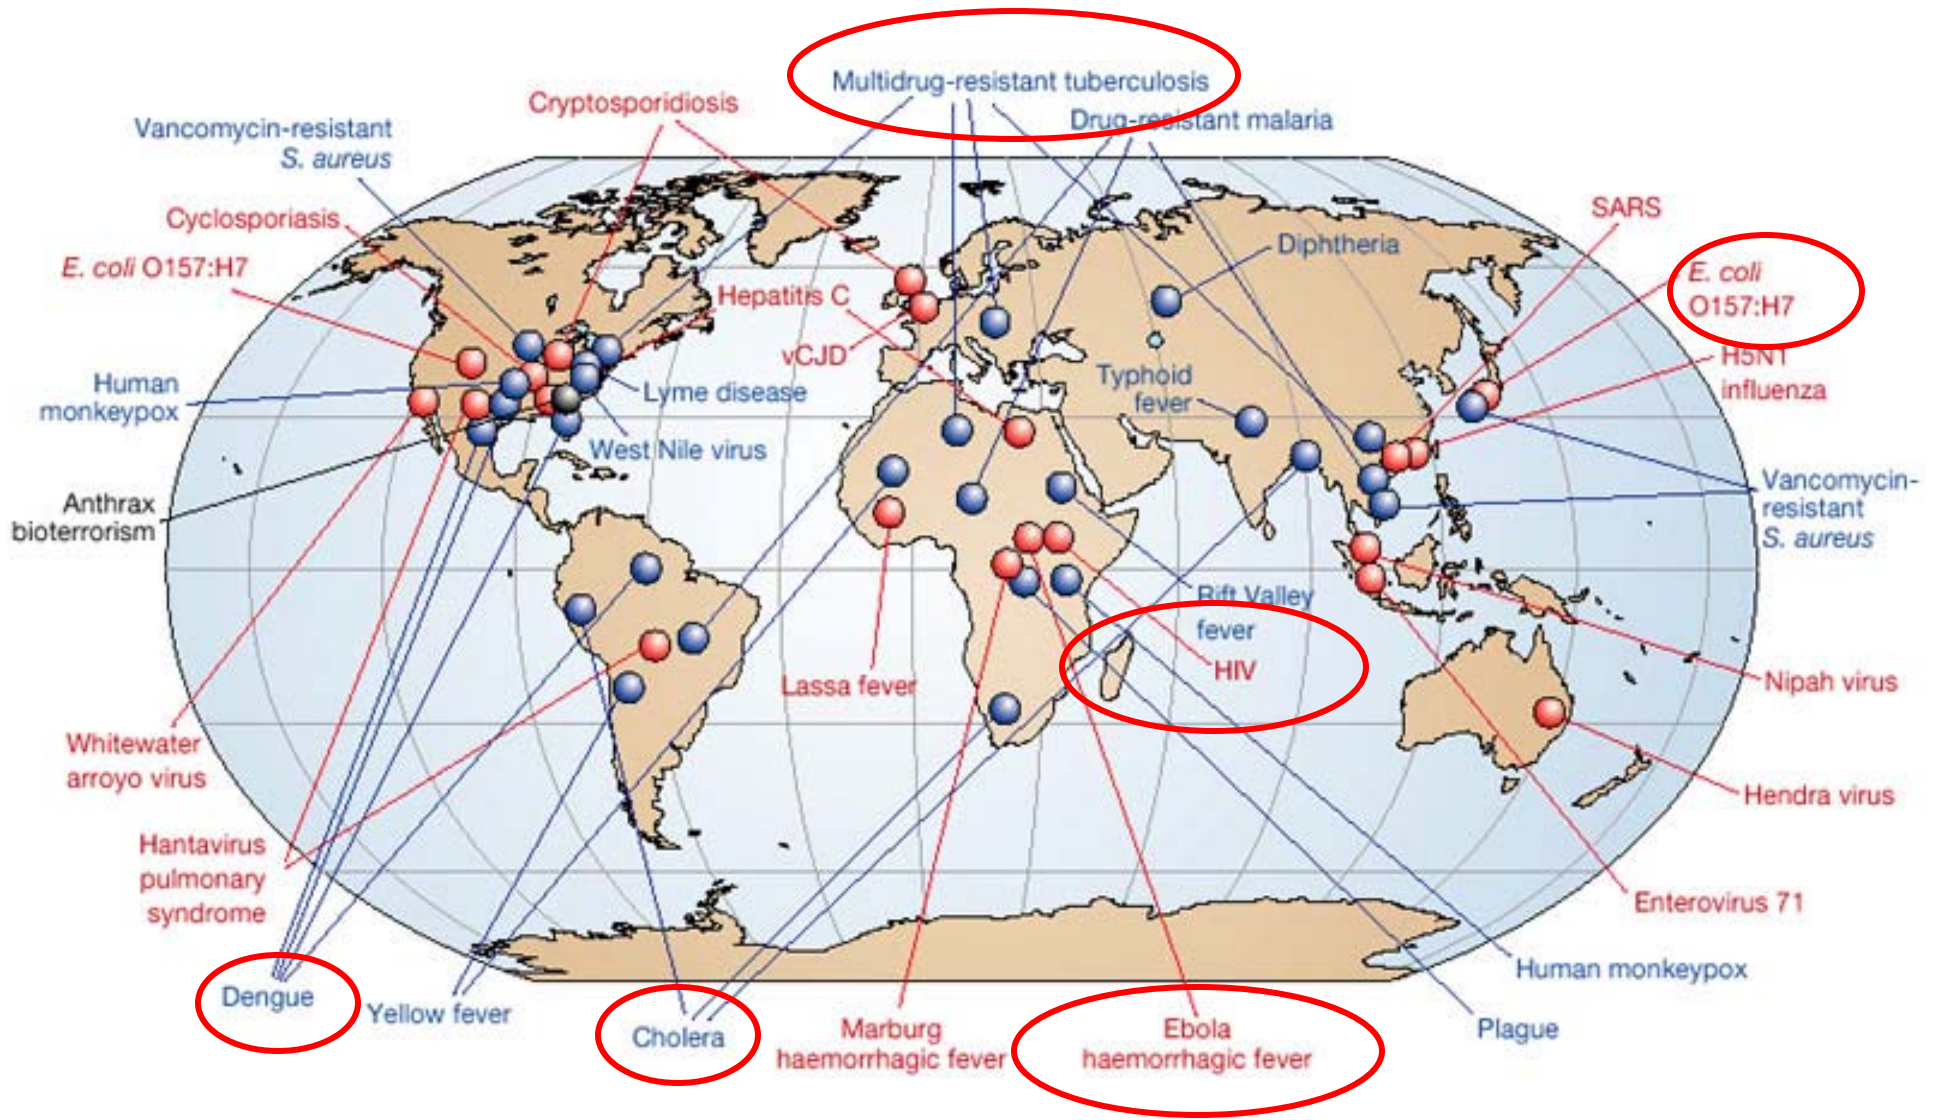 Multidrug-resistant tuberculosis
Cryptosporidiosis
Drug-resistant malaria
Vancomycin-resistant
S. aureus
SARS
Cyclosporiasis
Diphtheria
E. coli O157:H7
E. coli
O157:H7
Hepatitis C
vCJD
H5N1
influenza
Typhoid
fever
Human
monkeypox
Lyme disease
West Nile virus
Anthrax
bioterrorism
Vancomycin-
resistant
S. aureus
Rift Valley
fever
HIV
Lassa fever
Nipah virus
Whitewater
arroyo virus
Hendra virus
Hantavirus
pulmonary
syndrome
Enterovirus 71
Human monkeypox
Dengue
Yellow fever
Cholera
Marburg
haemorrhagic fever
Ebola
haemorrhagic fever
Plague